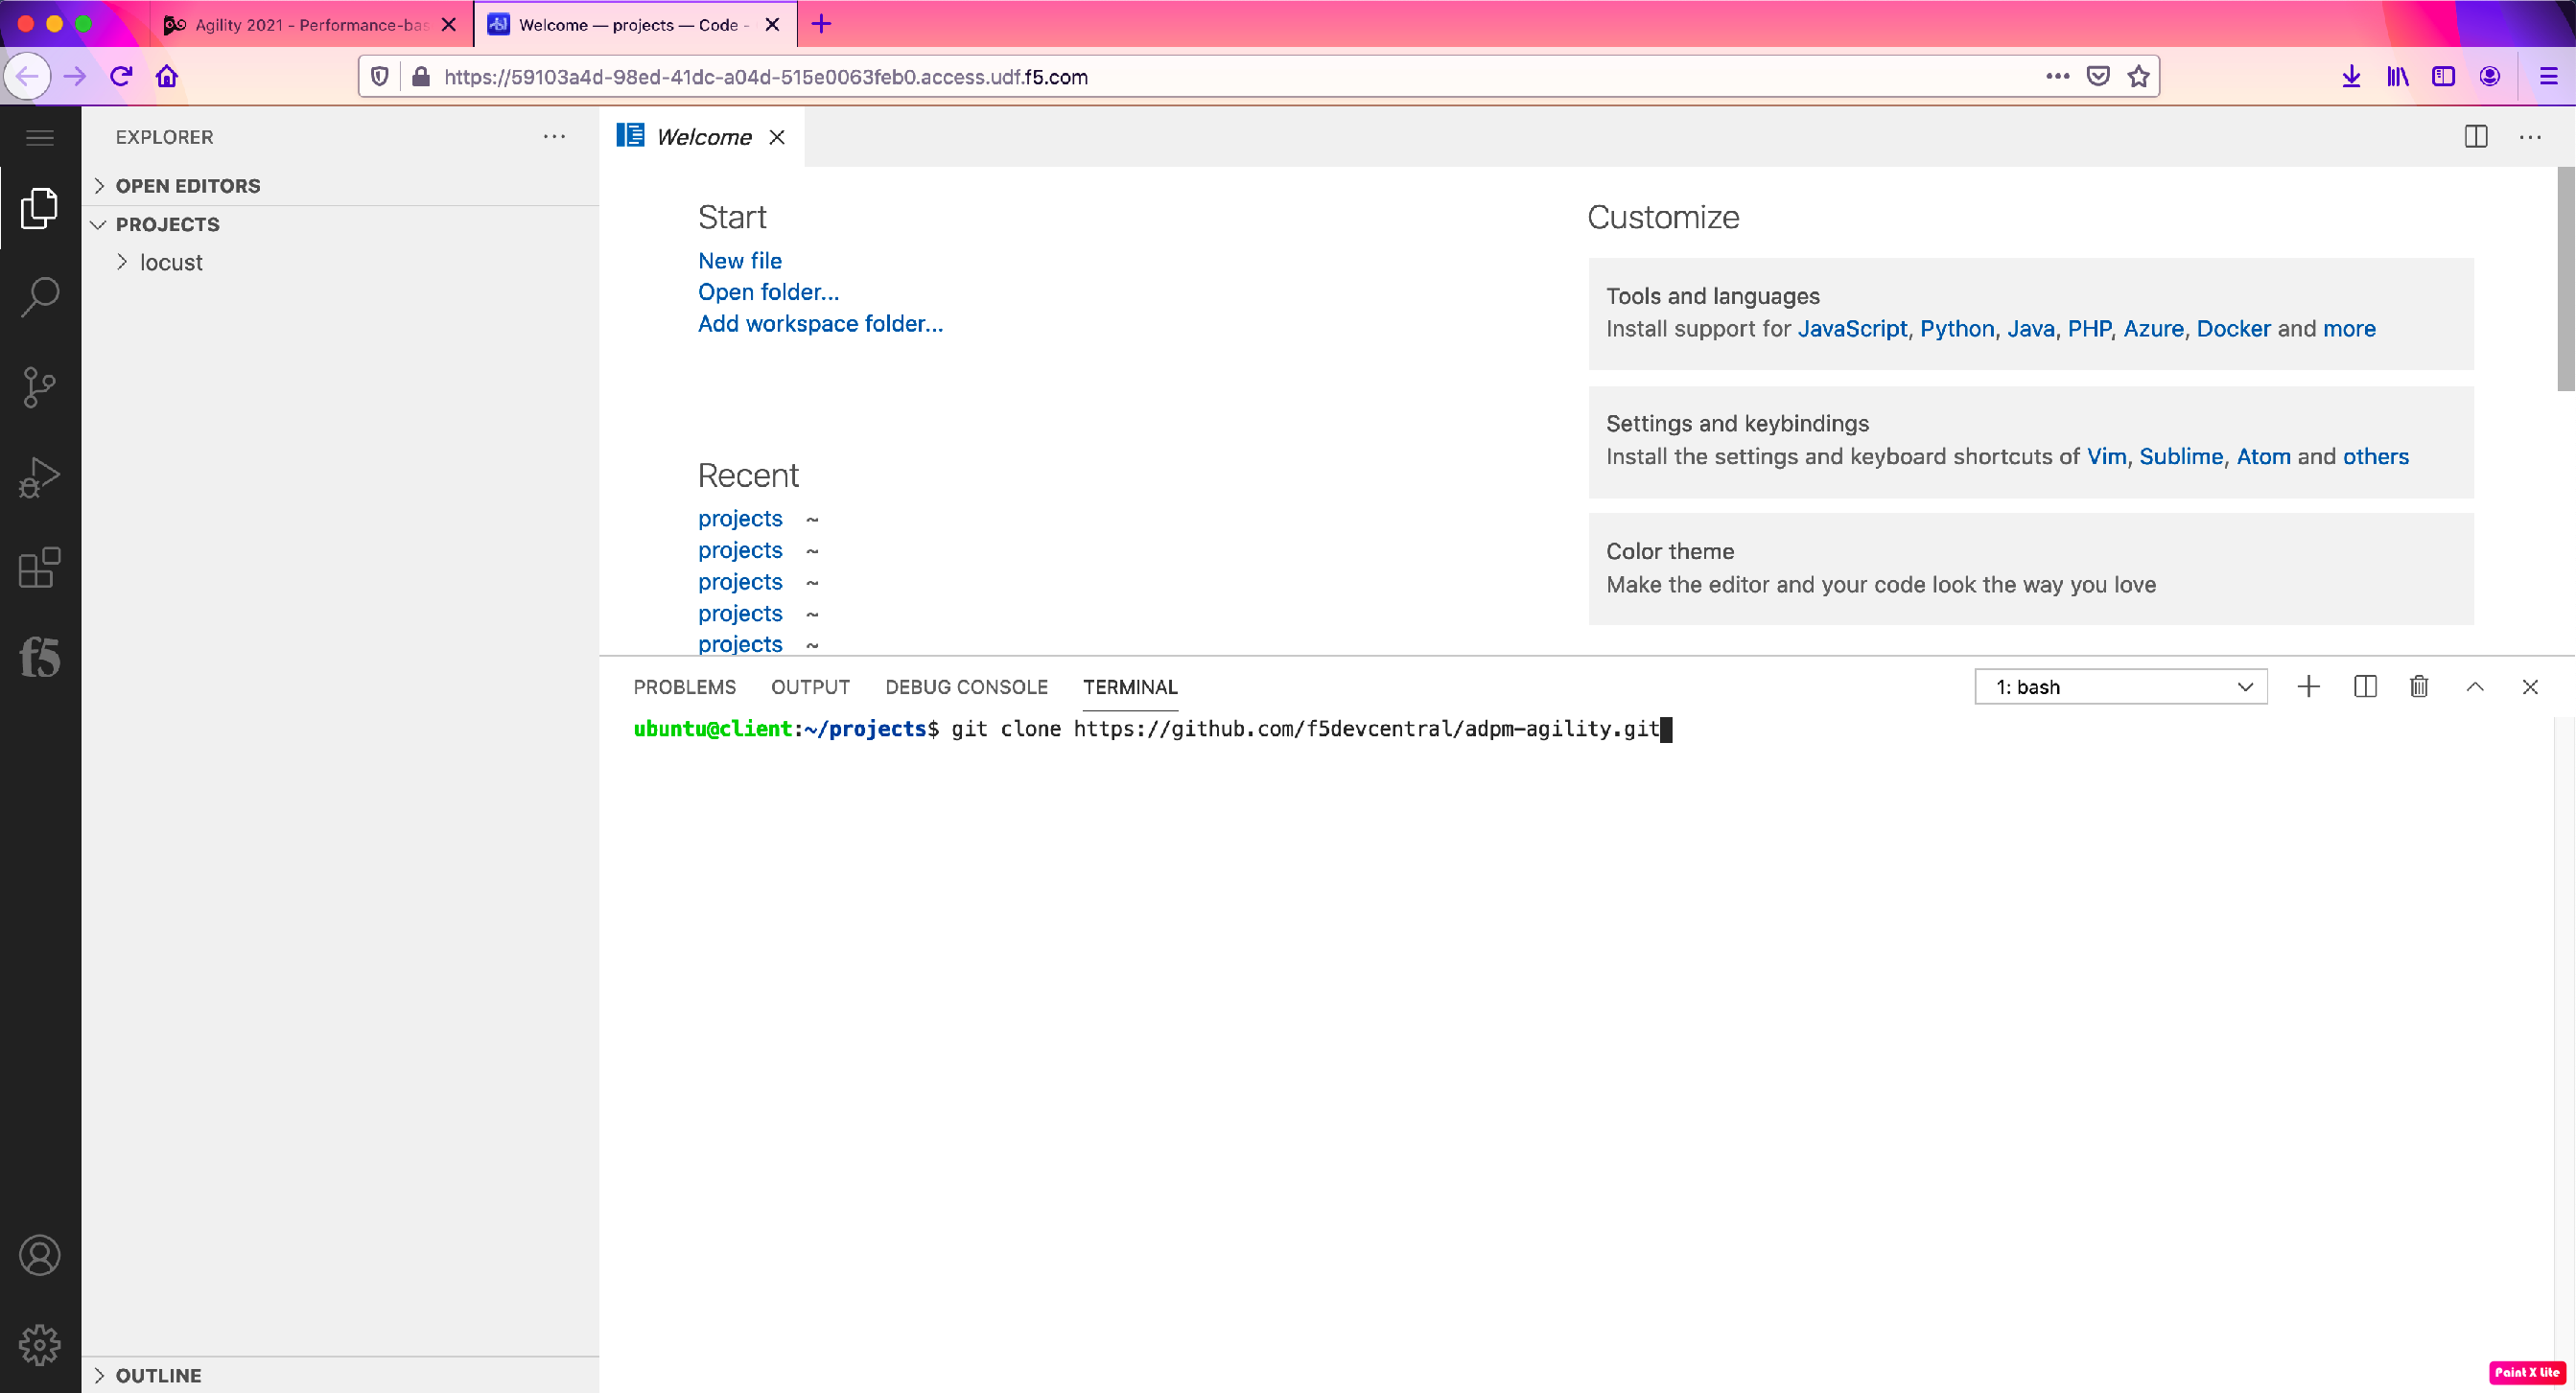 Agility 2021 - Performance-bas
Welcome — projects — Code -
https://59103a4d-98ed-41dc-a04d-515e0063feb0.access.udf.f5.com
EXPLORER
OPEN EDITORS
PROJECTS
locust
f5
OUTLINE
Welcome
Start
New file
Open folder...
Add workspace folder...
Recent
projects ~
projects ~
projects ~
projects ~
projects ~
Customize
Tools and languages
Install support for JavaScript, Python, Java, PHP, Azure, Docker and more
Settings and keybindings
Install the settings and keyboard shortcuts of Vim, Sublime, Atom and others
Color theme
Make the editor and your code look the way you love
PROBLEMS OUTPUT DEBUG CONSOLE TERMINAL
1: bash
ubuntu@client:~/projects$ git clone https://github.com/f5devcentral/adpm-agility.git
Paint X Lite